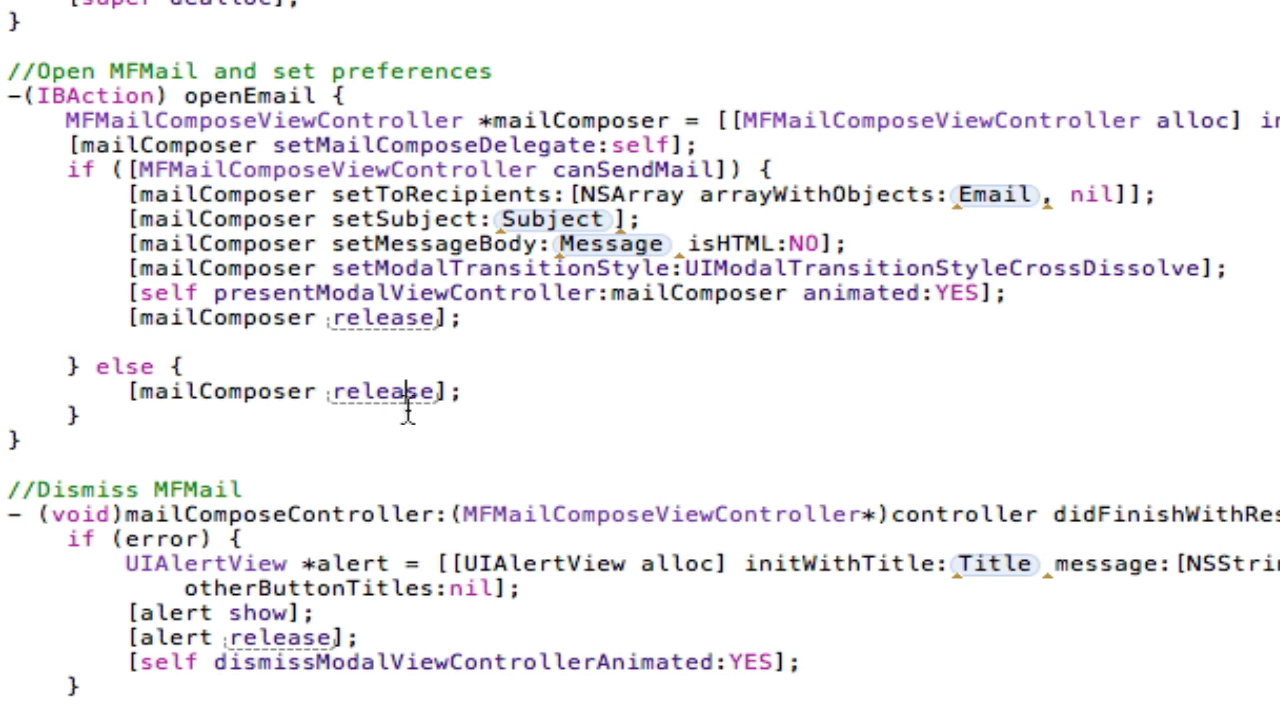 [super dealloc];
}
//Open MFMail and set preferences
-(IBAction) openEmail {
MFMailComposeViewController *mailComposer = [[MFMailComposeViewController alloc]
[mailComposer setMailComposeDelegate:self];
if ([MFMailComposeViewController canSendMail]) {
[mailComposer setToRecipients:[NSArray arrayWithObjects:Email, nil]];
[mailComposer setSubject:Subject];
[mailComposer setMessageBody:Message isHTML:NO];
[mailComposer setModalTransitionStyle:UIModalTransitionStyleCrossDissolve];
[self presentModalViewController:mailComposer animated:YES];
[mailComposer release];
} else {
[mailComposer release];
}
}
//Dismiss MFMail
- (void)mailComposeController:(MFMailComposeViewController*)controller didFinishWithRes
if (error) {
UIAlertView *alert = [[UIAlertView alloc] initWithTitle:Title message:[NSStrin
otherButtonTitles:nil];
[alert show];
[alert release];
[self dismissModalViewControllerAnimated:YES];
}